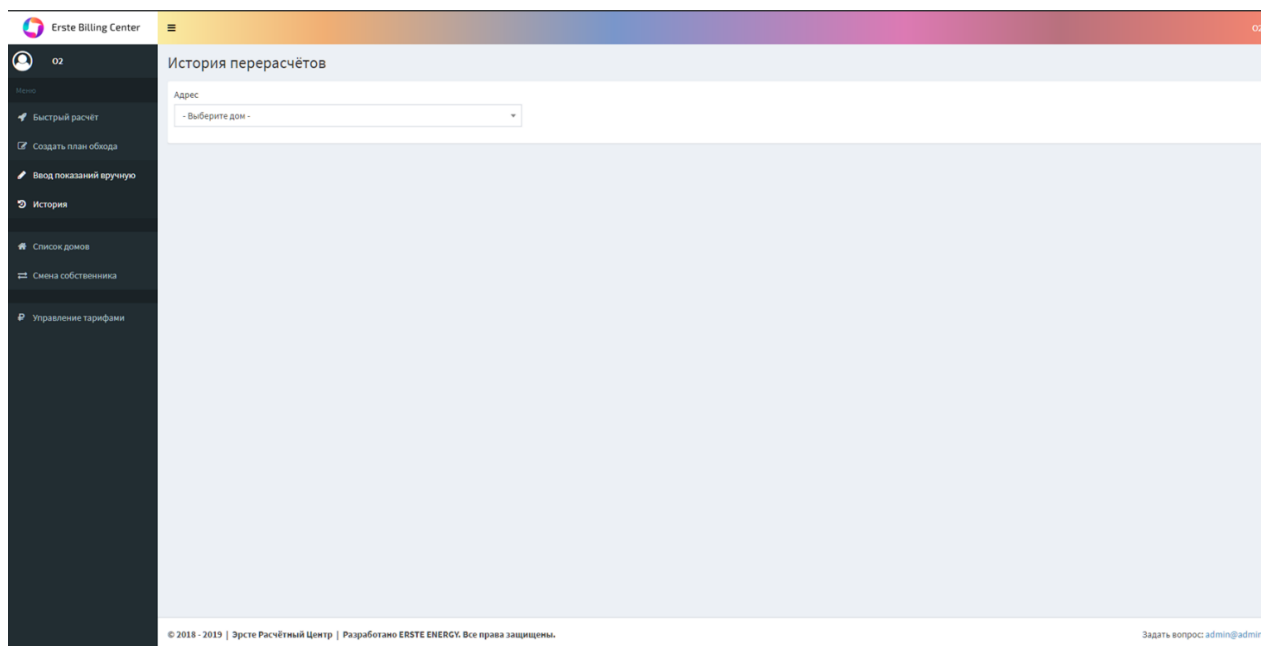 Erste Billing Center
O2
O2
Меню
Быстрый расчёт
Создать план обхода
Ввод показаний вручную
История
Список домов
Смена собственника
Управление тарифами
История перерасчётов
Адрес
- Выберите дом -
© 2018 - 2019 | Эрсте Расчётный Центр | Разработано ERSTE ENERGY. Все права защищены.
Задать вопрос: admin@admin